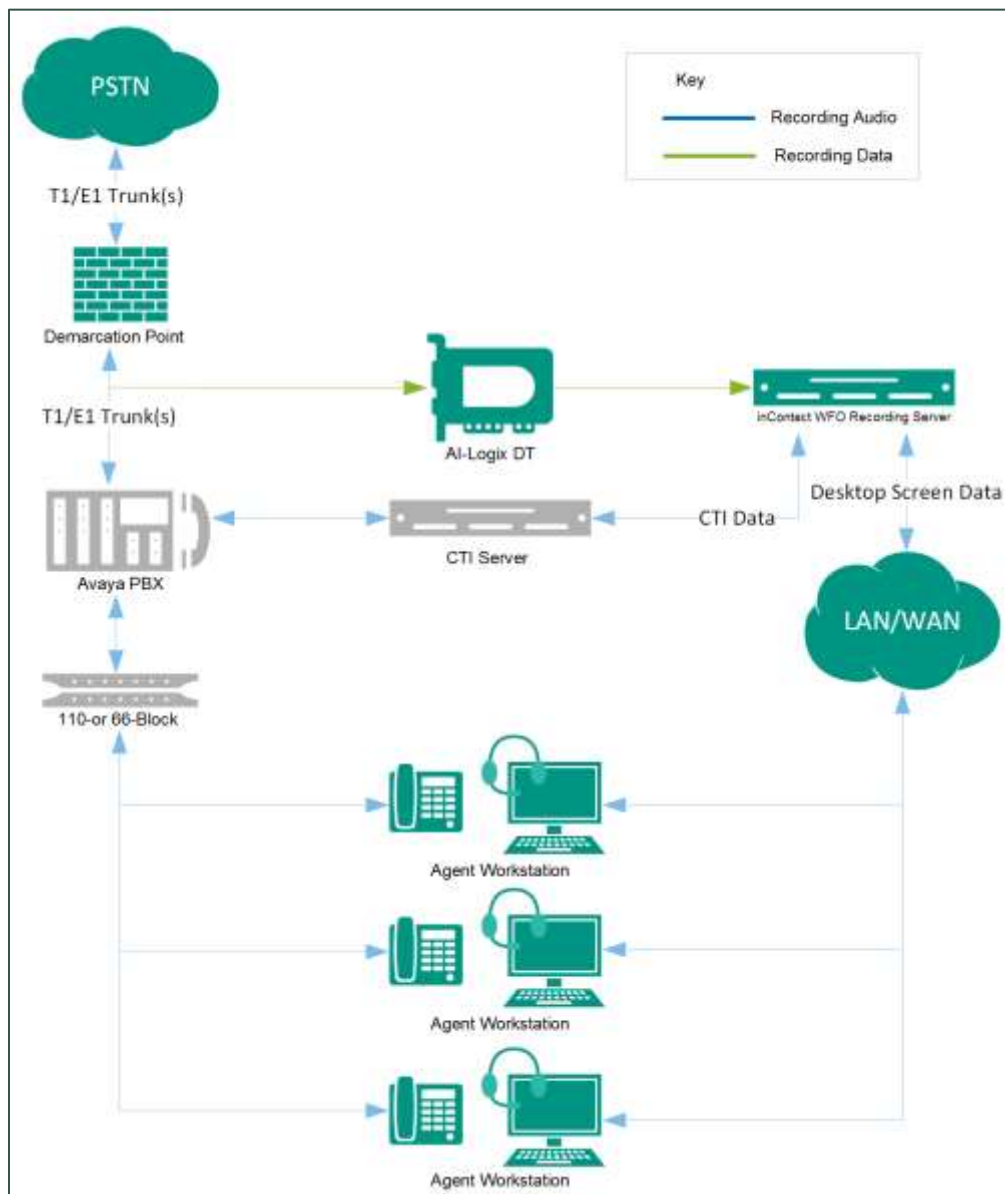 PSTN
Key
Recording Audio
Recording Data
T1/E1 Trunk(s)
Demarcation Point
T1/E1 Trunk(s)
AI-Logix DT
inContact WFO Recording Server
Desktop Screen Data
CTI Data
Avaya PBX
CTI Server
LAN/WAN
110-or 66-Block
Agent Workstation
Agent Workstation
Agent Workstation